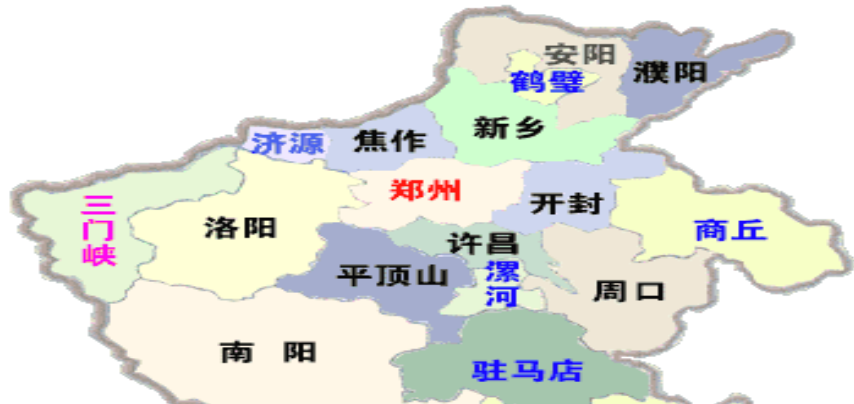 安阳
濮阳
鹤壁
新乡
济源
焦作
郑州
三门峡
洛阳
开封
商丘
许昌
平顶山
漯河
周口
南 阳
驻马店